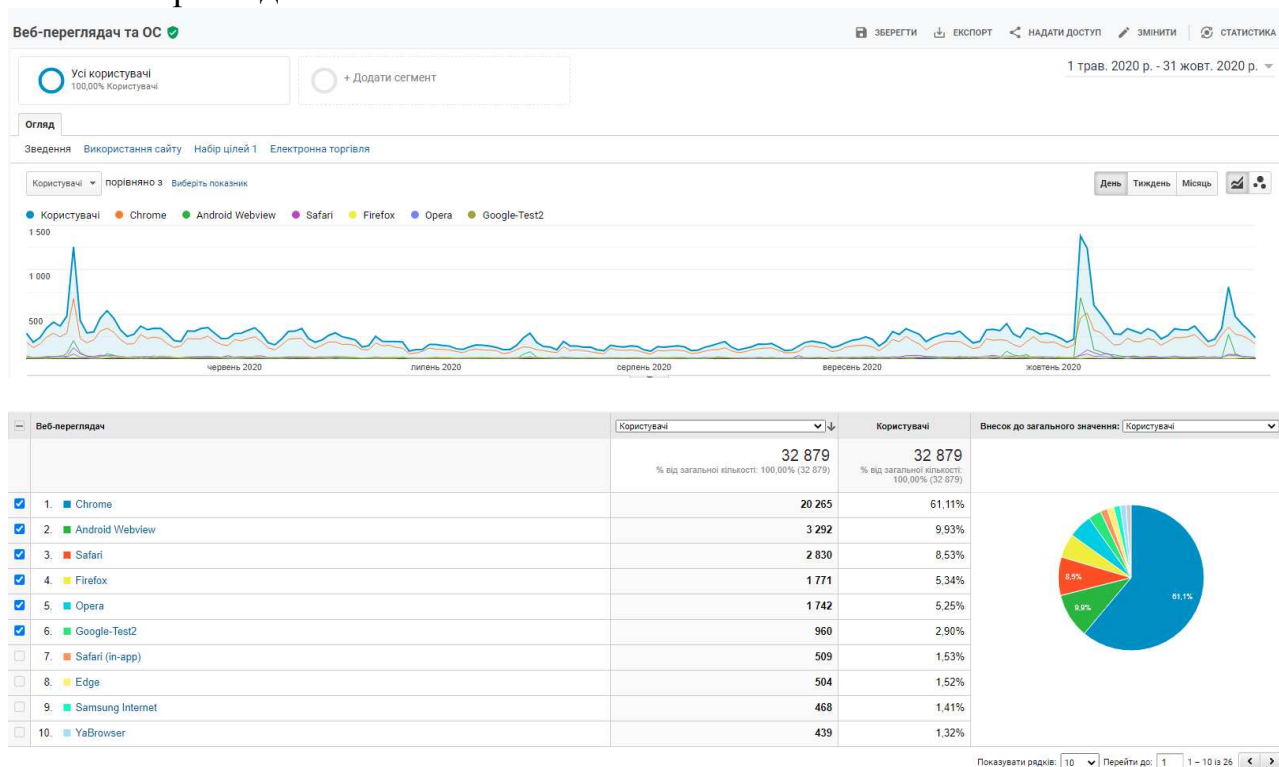 Веб-переглядач та ОС
ЗБЕРЕГТИ ЕКСПОРТ НАДАТИ ДОСТУП ЗМІНИТИ СТАТИСТИКА
Усі користувачі
100,00% Користувачі
+ Додати сегмент
1 трав. 2020 р. - 31 жовт. 2020 р.
Огляд
Зведення Використання сайту Набір цілей 1 Електронна торгівля
Користувачі порівняно з Виберіть показник
День Тиждень Місяць
Користувачі Chrome Android Webview Safari Firefox Opera Google-Test2
1 500
1 000
500
червень 2020 липень 2020 серпень 2020 вересень 2020 жовтень 2020
Веб-переглядач Користувачі Користувачі Внесок до загального значення: Користувачі
32 879 32 879
% від загальної кількості: 100,00% (32 879) % від загальної кількості:
100,00% (32 879)
1. Chrome 20 265 61,11%
2. Android Webview 3 292 9,93%
3. Safari 2 830 8,53%
4. Firefox 1 771 5,34%
5. Opera 1 742 5,25%
6. Google-Test2 960 2,90%
7. Safari (in-app) 509 1,53%
8. Edge 504 1,52%
9. Samsung Internet 468 1,41%
10. YaBrowser 439 1,32%
8,5%
61,1%
9,9%
Показувати рядків: 10 Перейти до: 1 1 – 10 із 26